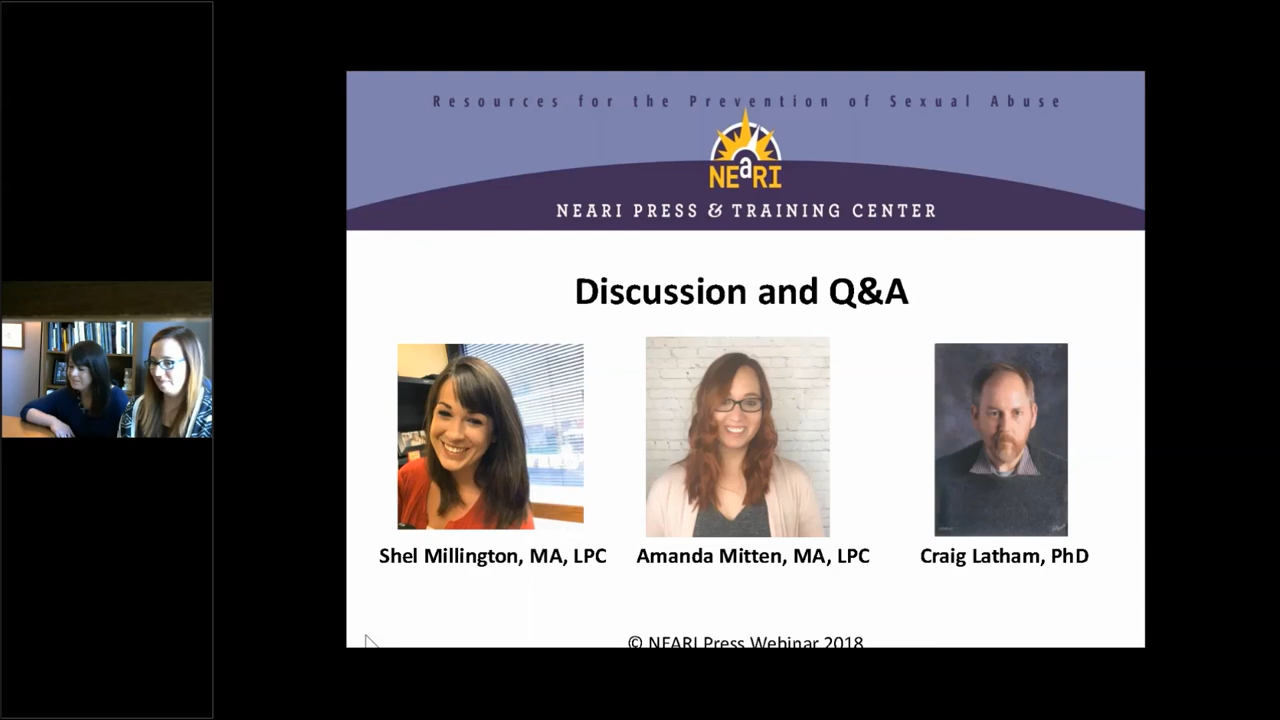 Resources for the Prevention of Sexual Abuse
NEaRI
NEARI PRESS & TRAINING CENTER
Discussion and Q&A
Shel Millington, MA, LPC
Amanda Mitten, MA, LPC
Craig Latham, PhD
© NEARI Press Webinar 2018